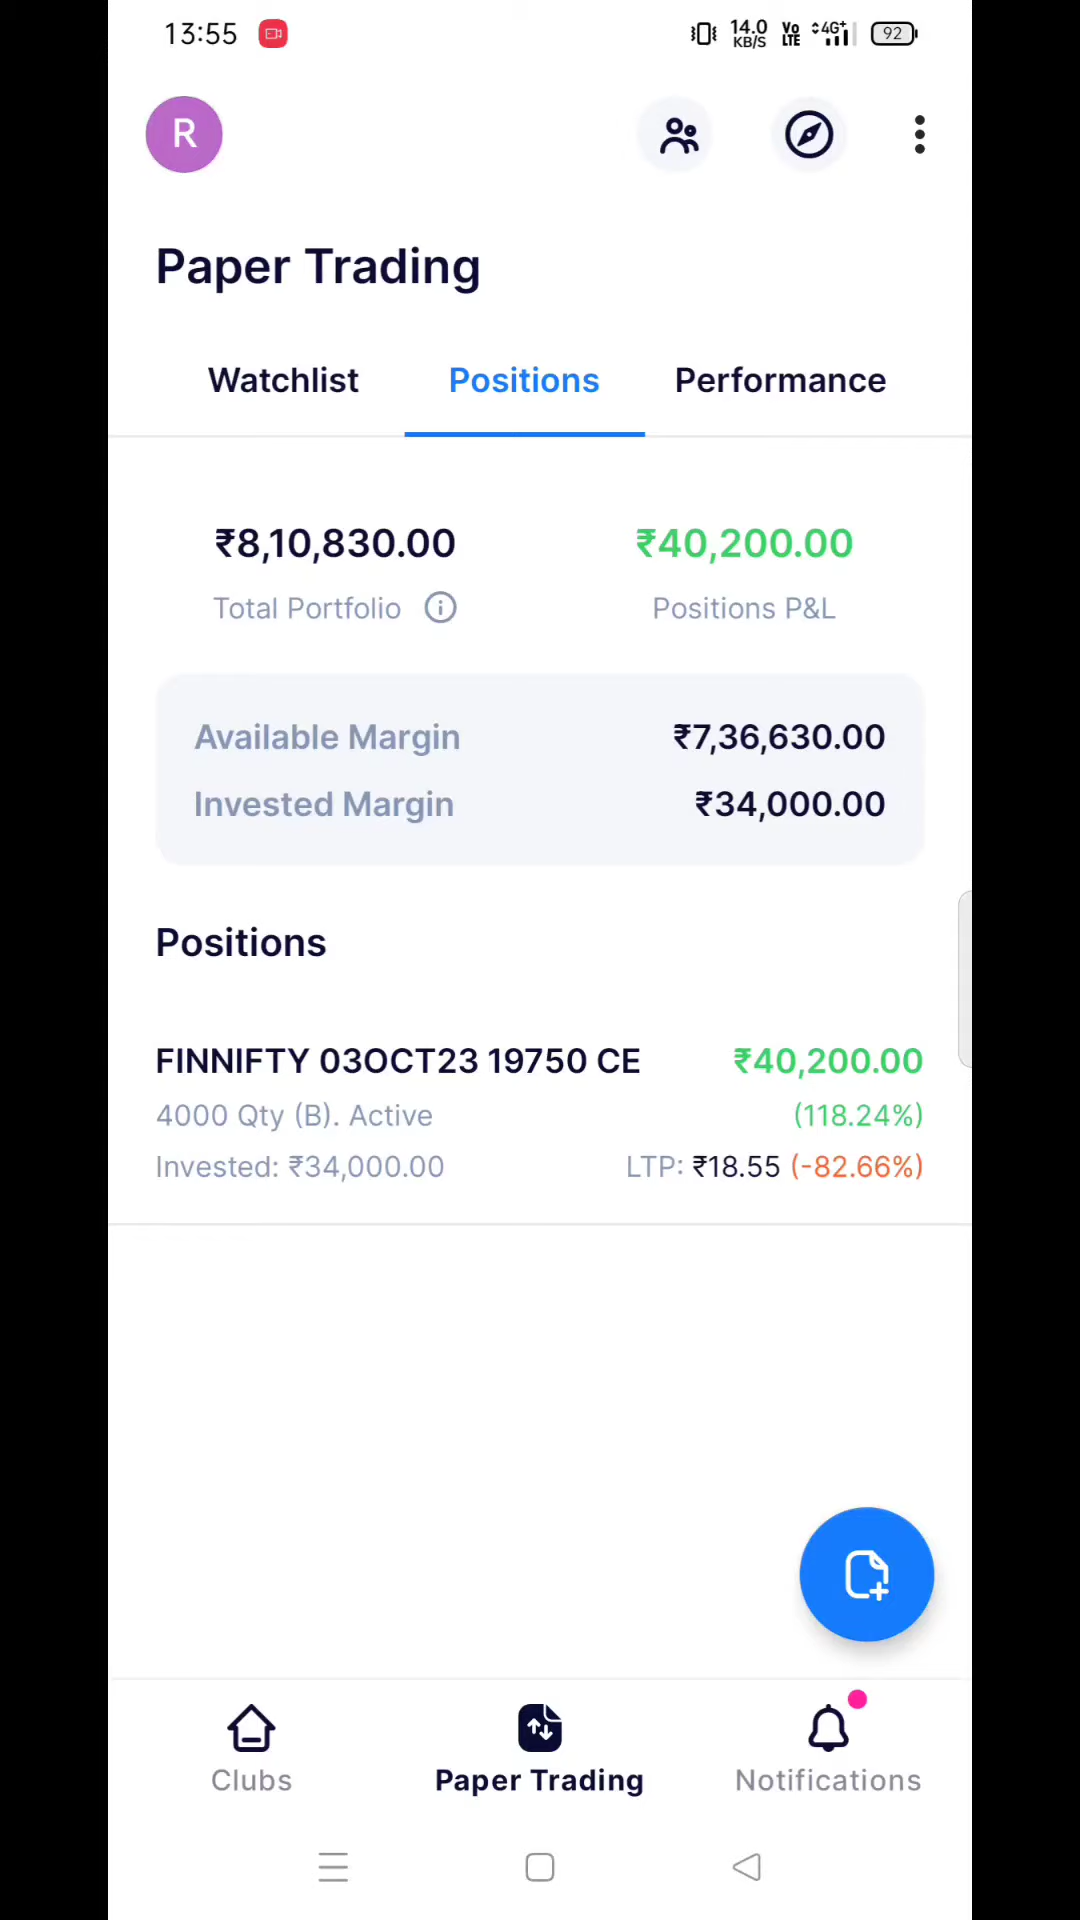 13:55
14.0
KB/S
Vo
LTE
4G+
92
R
Paper Trading
Watchlist
Positions
Performance
₹8,10,830.00
₹40,200.00
Total Portfolio
Positions P&L
Available Margin
₹7,36,630.00
Invested Margin
₹34,000.00
Positions
FINNIFTY 03OCT23 19750 CE
₹40,200.00
4000 Qty (B). Active
(118.24%)
Invested: ₹34,000.00
LTP: ₹18.55 (-82.66%)
Clubs
Paper Trading
Notifications